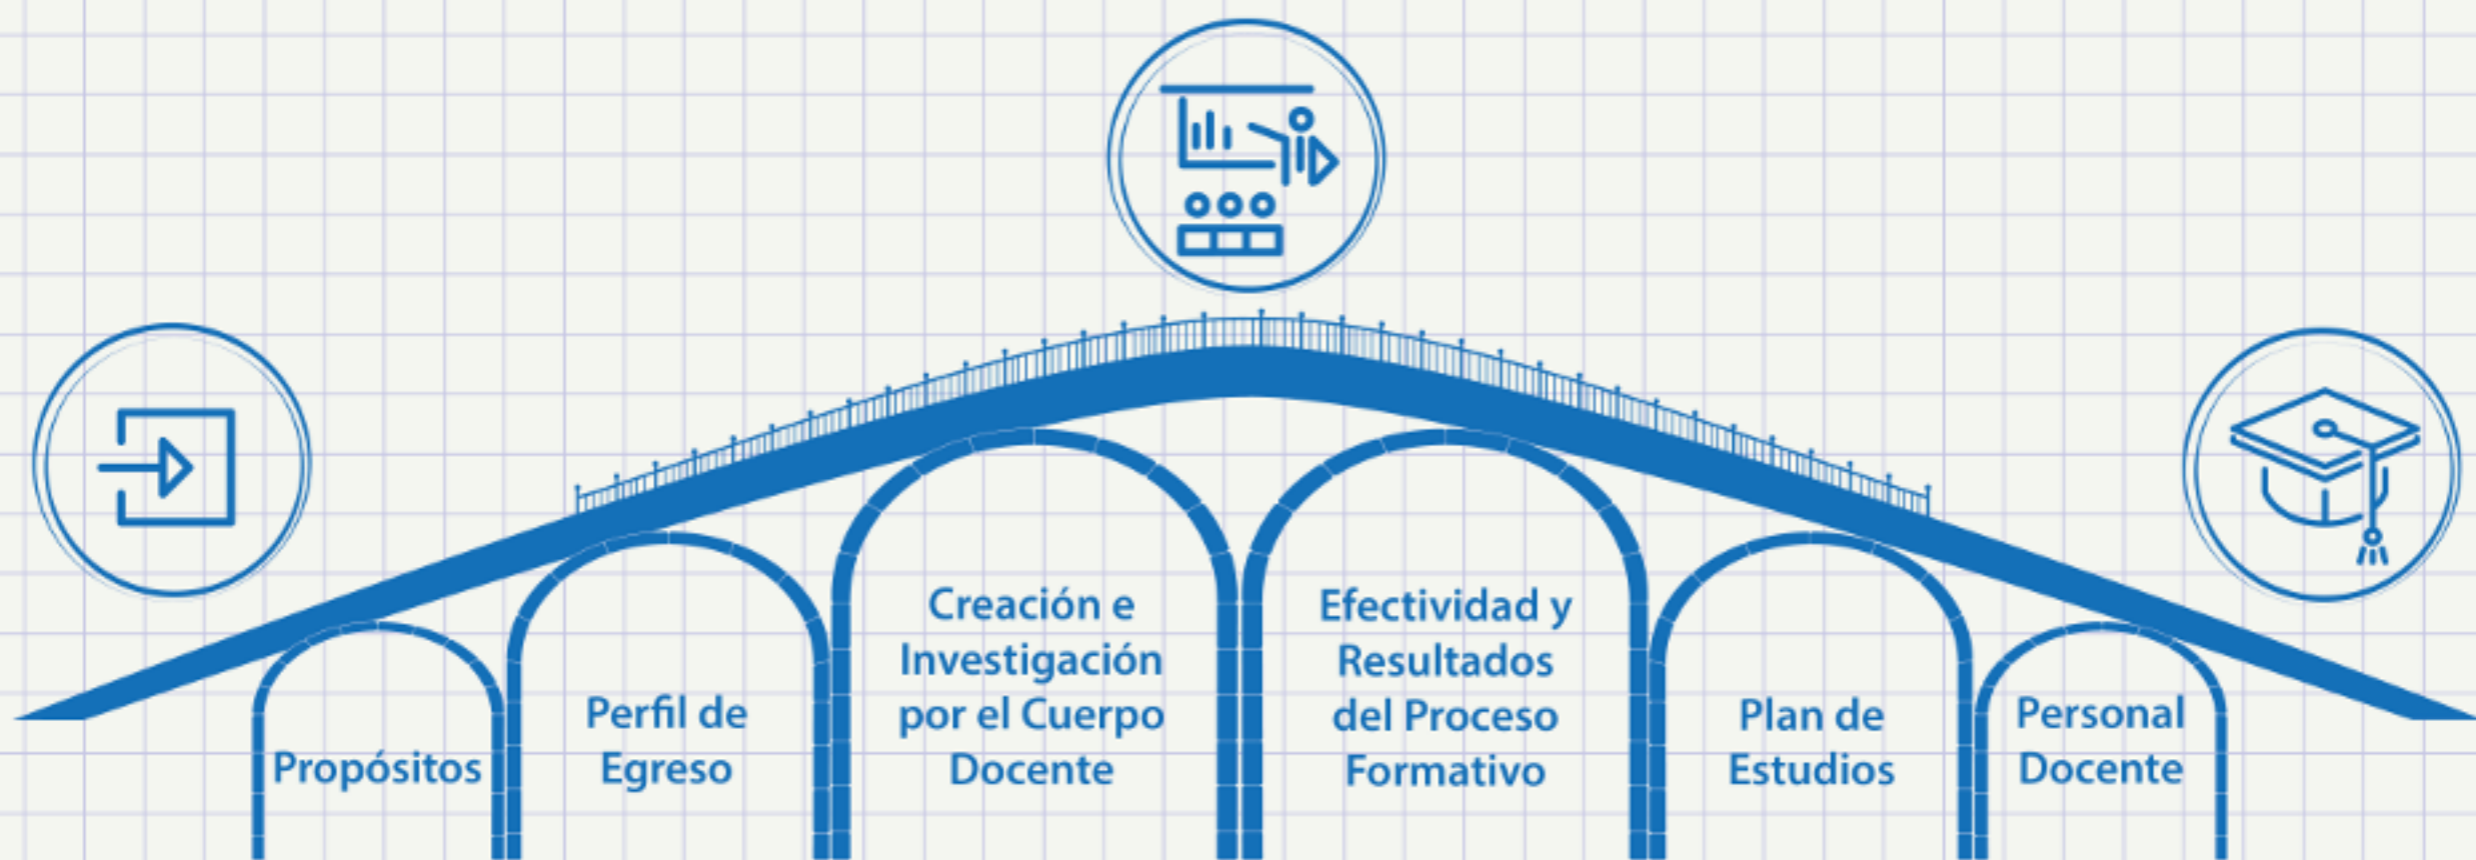 Propósitos
Perfil de
Egreso
Creación e
Investigación
por el Cuerpo
Docente
Efectividad y
Resultados
del Proceso
Formativo
Plan de
Estudios
Personal
Docente